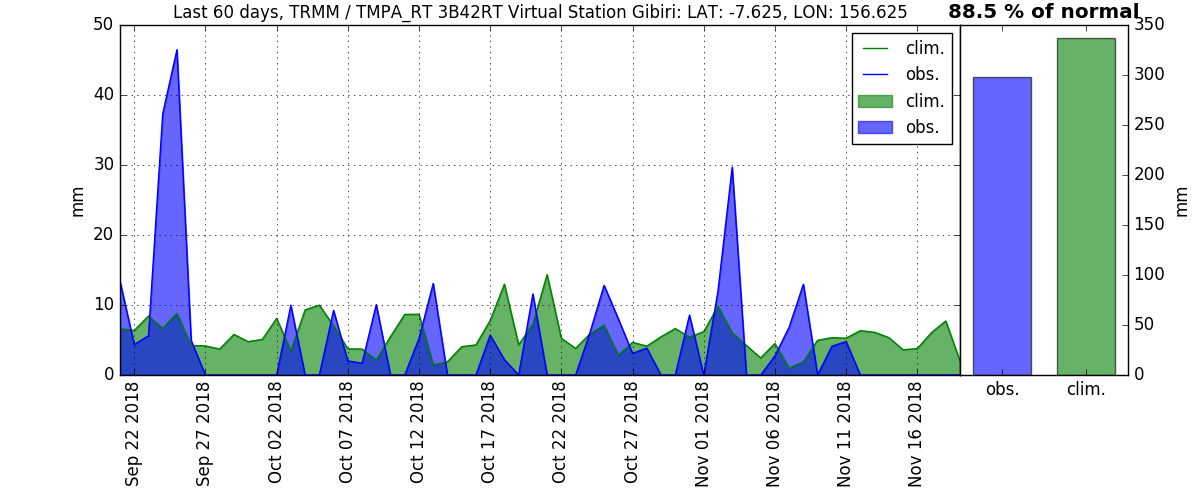 Last 60 days, TRMM / TMPA_RT 3B42RT Virtual Station Gibiri: LAT: -7.625, LON: 156.625
88.5 % of normal
50
40
30
20
10
0
mm
clim.
obs.
clim.
obs.
350
300
250
200
150
100
50
0
mm
Sep 22 2018
Sep 27 2018
Oct 02 2018
Oct 07 2018
Oct 12 2018
Oct 17 2018
Oct 22 2018
Oct 27 2018
Nov 01 2018
Nov 06 2018
Nov 11 2018
Nov 16 2018
obs.
clim.